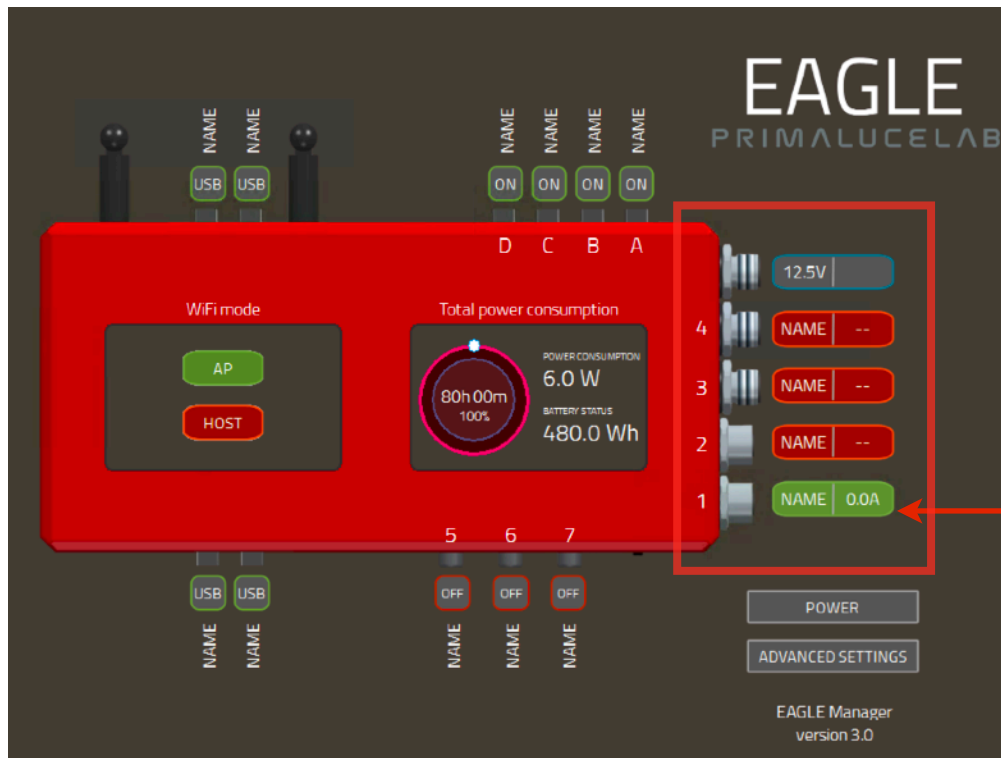 EAGLE
PRIMALUCELAB
NAME NAME
USB USB
NAME NAME NAME NAME
ON ON ON ON
D C B A
12.5V
4 NAME --
3 NAME --
2 NAME --
1 NAME 0.0A
WiFi mode
AP
HOST
Total power consumption
80h00m
100%
POWER CONSUMPTION
6.0 W
BATTERY STATUS
480.0 Wh
5 6 7
USB USB
OFF OFF OFF
NAME NAME
NAME NAME NAME
POWER
ADVANCED SETTINGS
EAGLE Manager
version 3.0